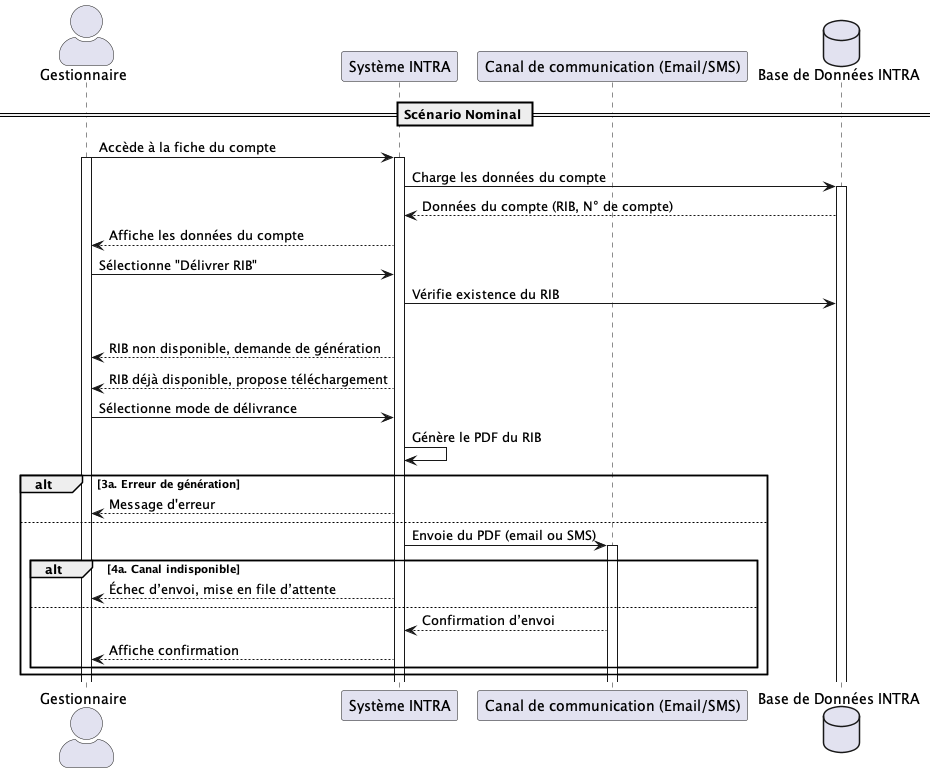 Gestionnaire
Système INTRA
Canal de communication (Email/SMS)
Base de Données INTRA
Scénario Nominal
Accède à la fiche du compte
Charge les données du compte
Données du compte (RIB, N° de compte)
Affiche les données du compte
Sélectionne "Délivrer RIB"
Vérifie existence du RIB
RIB non disponible, demande de génération
RIB déjà disponible, propose téléchargement
Sélectionne mode de délivrance
Génère le PDF du RIB
alt [3a. Erreur de génération]
Message d'erreur
Envoie du PDF (email ou SMS)
alt [4a. Canal indisponible]
Échec d’envoi, mise en file d’attente
Confirmation d’envoi
Affiche confirmation
Gestionnaire
Système INTRA
Canal de communication (Email/SMS)
Base de Données INTRA